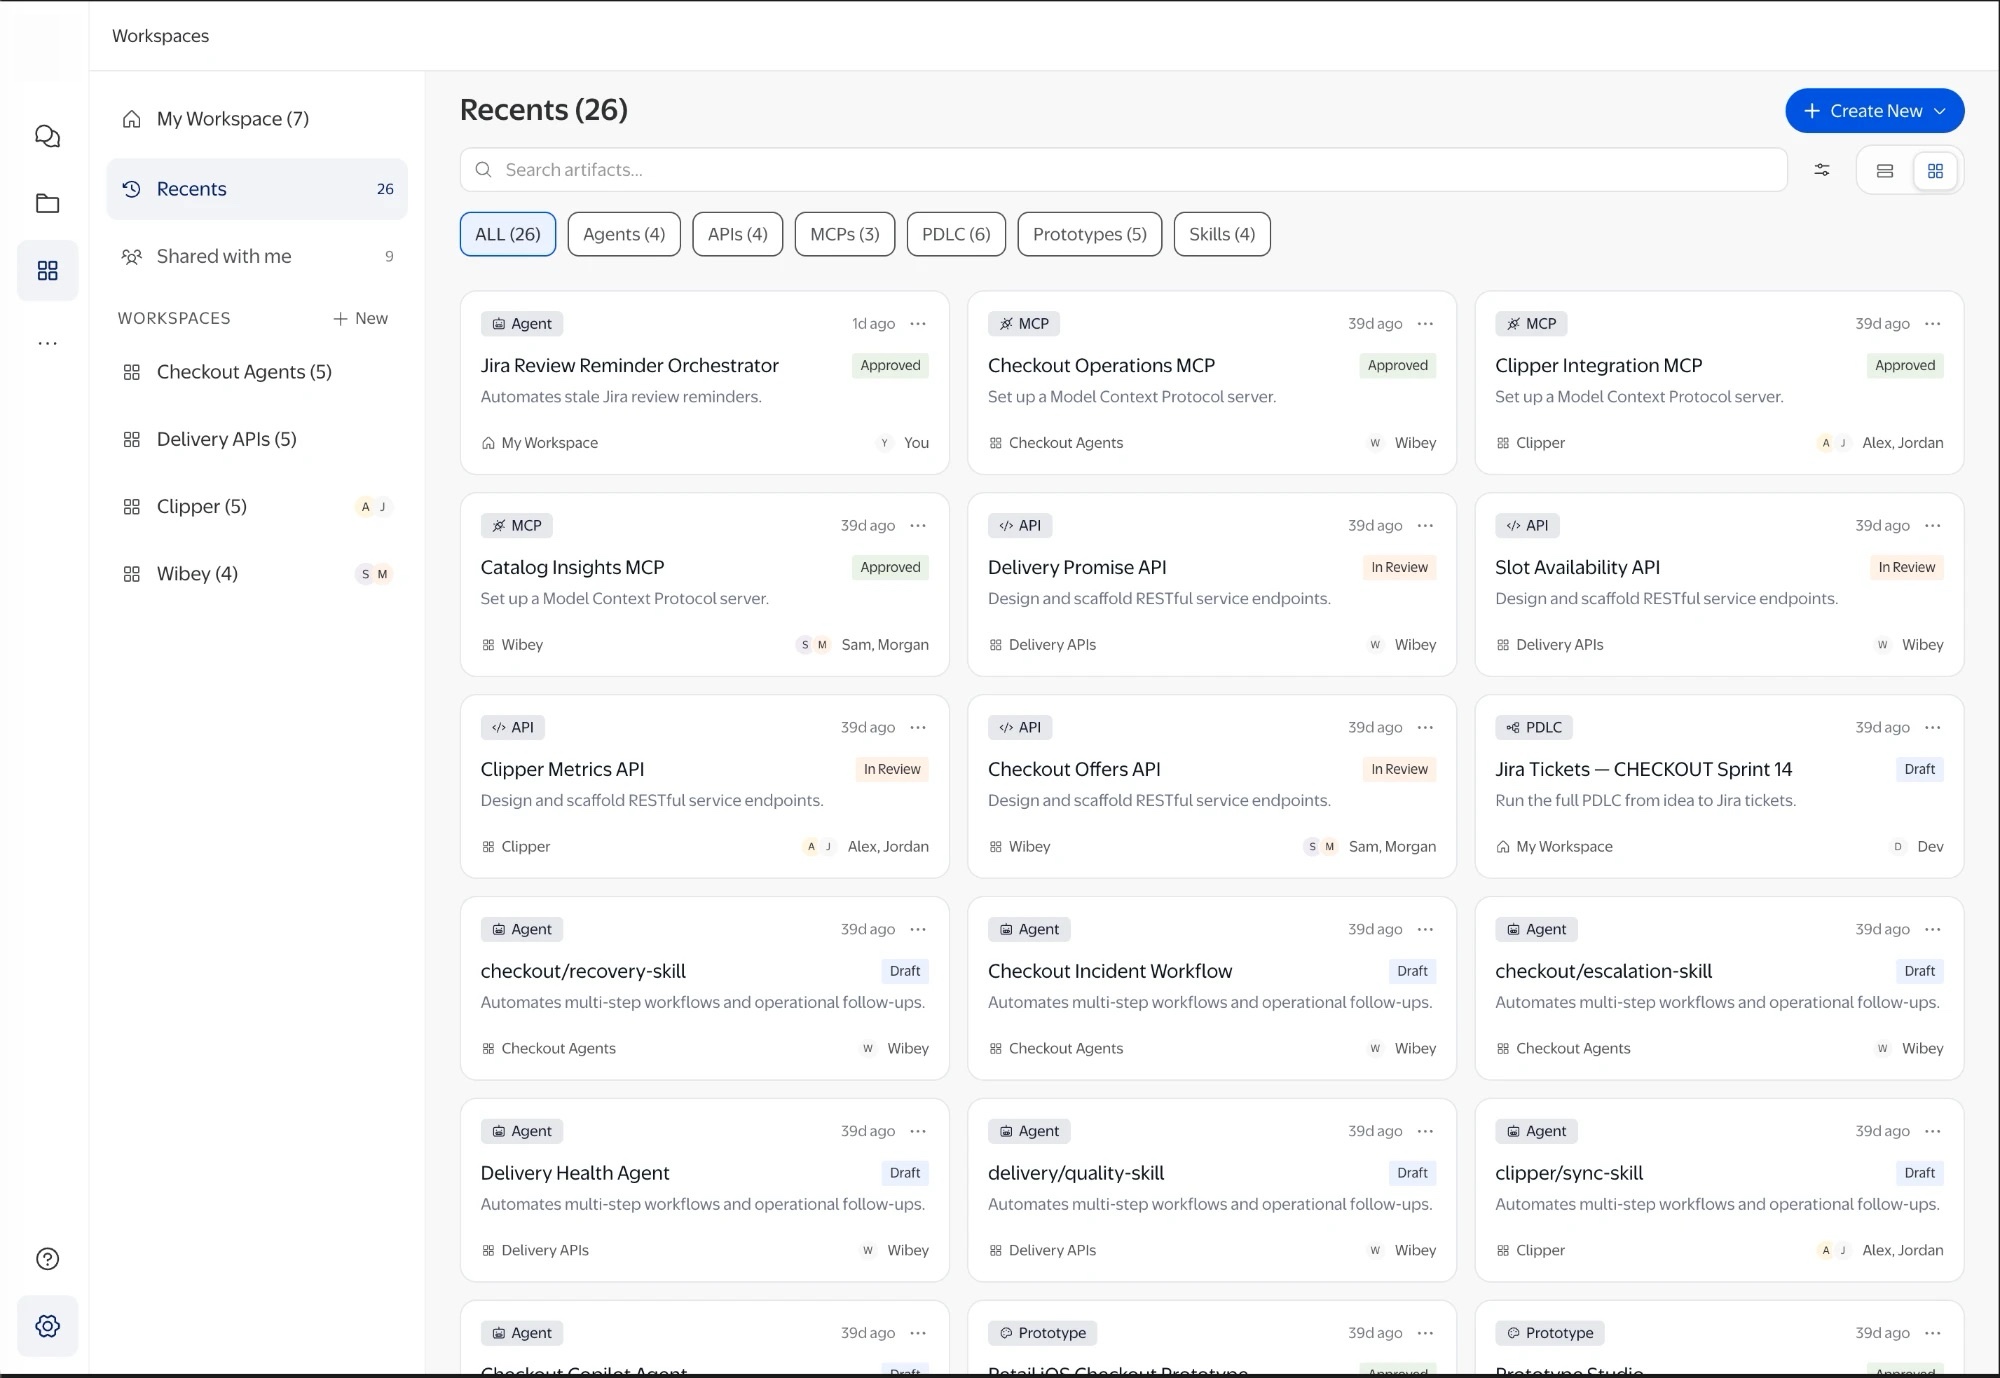 Workspaces
My Workspace (7)
Recents 26
Shared with me 9
WORKSPACES + New
Checkout Agents (5)
Delivery APIs (5)
Clipper (5) A J
Wibey (4) S M
Recents (26)
+ Create New
Search artifacts...
ALL (26) Agents (4) APIs (4) MCPs (3) PDLC (6) Prototypes (5) Skills (4)
Agent 1d ago ...
Jira Review Reminder Orchestrator Approved
Automates stale Jira review reminders.
My Workspace Y You
MCP 39d ago ...
Checkout Operations MCP Approved
Set up a Model Context Protocol server.
Checkout Agents W Wibey
MCP 39d ago ...
Clipper Integration MCP Approved
Set up a Model Context Protocol server.
Clipper A J Alex, Jordan
MCP 39d ago ...
Catalog Insights MCP Approved
Set up a Model Context Protocol server.
Wibey S M Sam, Morgan
</> API 39d ago ...
Delivery Promise API In Review
Design and scaffold RESTful service endpoints.
Delivery APIs W Wibey
</> API 39d ago ...
Slot Availability API In Review
Design and scaffold RESTful service endpoints.
Delivery APIs W Wibey
</> API 39d ago ...
Clipper Metrics API In Review
Design and scaffold RESTful service endpoints.
Clipper A J Alex, Jordan
</> API 39d ago ...
Checkout Offers API In Review
Design and scaffold RESTful service endpoints.
Wibey S M Sam, Morgan
PDLC 39d ago ...
Jira Tickets — CHECKOUT Sprint 14 Draft
Run the full PDLC from idea to Jira tickets.
My Workspace D Dev
Agent 39d ago ...
checkout/recovery-skill Draft
Automates multi-step workflows and operational follow-ups.
Checkout Agents W Wibey
Agent 39d ago ...
Checkout Incident Workflow Draft
Automates multi-step workflows and operational follow-ups.
Checkout Agents W Wibey
Agent 39d ago ...
checkout/escalation-skill Draft
Automates multi-step workflows and operational follow-ups.
Checkout Agents W Wibey
Agent 39d ago ...
Delivery Health Agent Draft
Automates multi-step workflows and operational follow-ups.
Delivery APIs W Wibey
Agent 39d ago ...
delivery/quality-skill Draft
Automates multi-step workflows and operational follow-ups.
Delivery APIs W Wibey
Agent 39d ago ...
clipper/sync-skill Draft
Automates multi-step workflows and operational follow-ups.
Clipper A J Alex, Jordan
Agent 39d ago ...
Checkout Copilot Agent Draft
Prototype 39d ago ...
Retail iOS Checkout Prototype Approved
Prototype 39d ago ...
Prototype Studio Approved